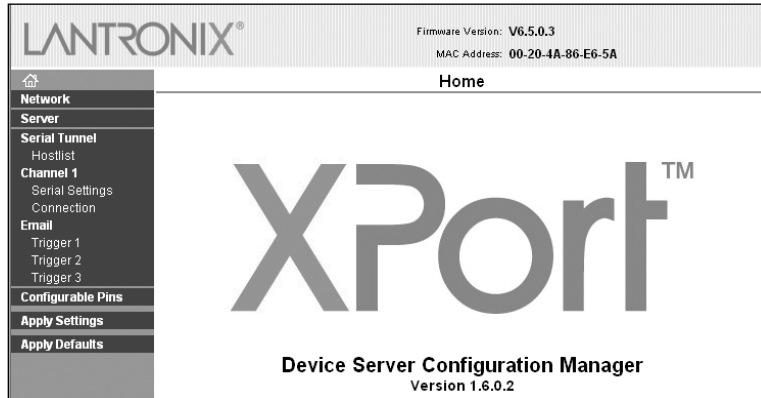 LANTRONIX®
Firmware Version: V6.5.0.3
MAC Address: 00-20-4A-86-E6-5A
Home
Network
Server
Serial Tunnel
Hostlist
Channel 1
Serial Settings
Connection
Email
Trigger 1
Trigger 2
Trigger 3
Configurable Pins
Apply Settings
Apply Defaults
XPort™
Device Server Configuration Manager
Version 1.6.0.2